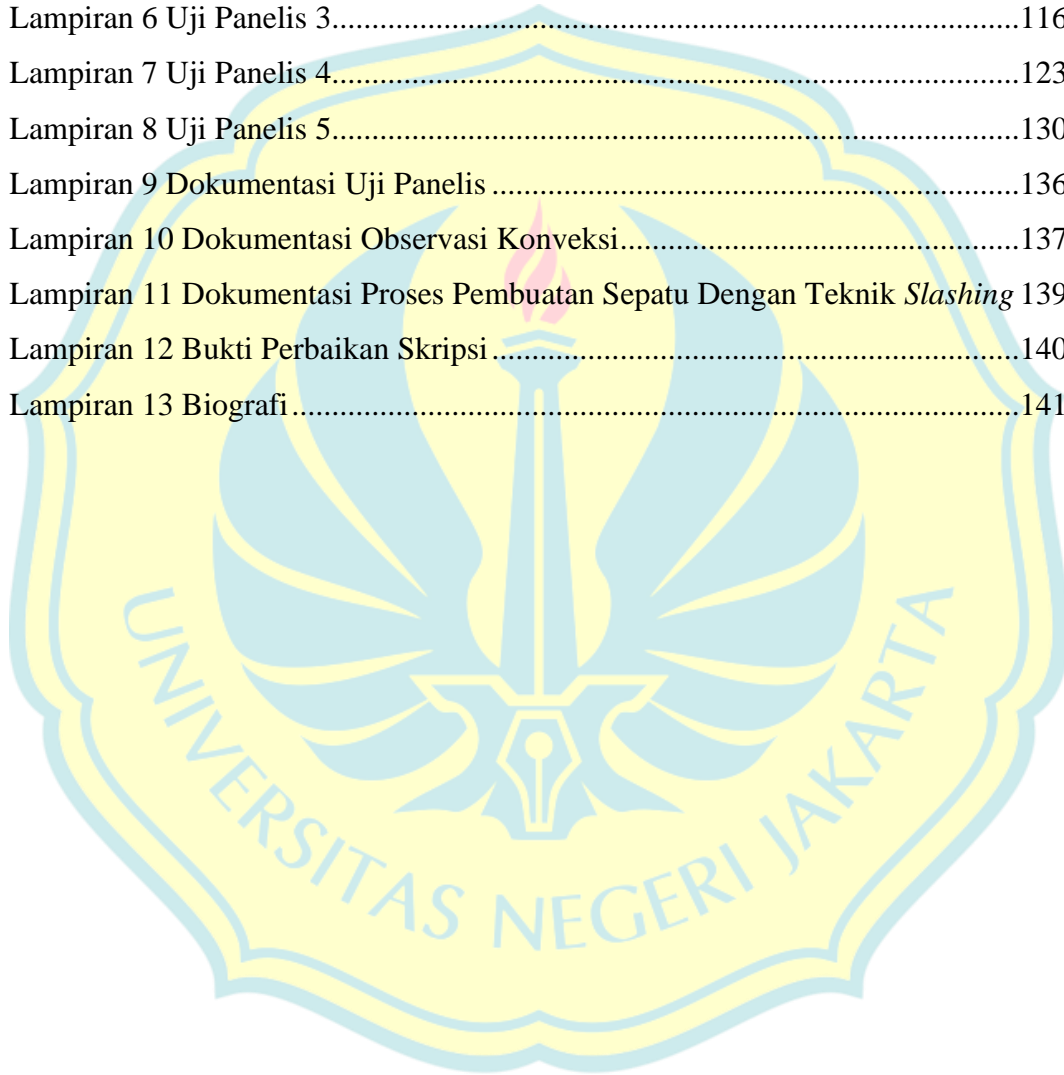 Lampiran 6 Uji Panelis 3..........................................................................................116
Lampiran 7 Uji Panelis 4..........................................................................................123
Lampiran 8 Uji Panelis 5..........................................................................................130
Lampiran 9 Dokumentasi Uji Panelis.....................................................................136
Lampiran 10 Dokumentasi Observasi Konveksi....................................................137
Lampiran 11 Dokumentasi Proses Pembuatan Sepatu Dengan Teknik Slashing 139
Lampiran 12 Bukti Perbaikan Skripsi.....................................................................140
Lampiran 13 Biografi...............................................................................................141
UNIVERSITAS NEGERI JAKARTA